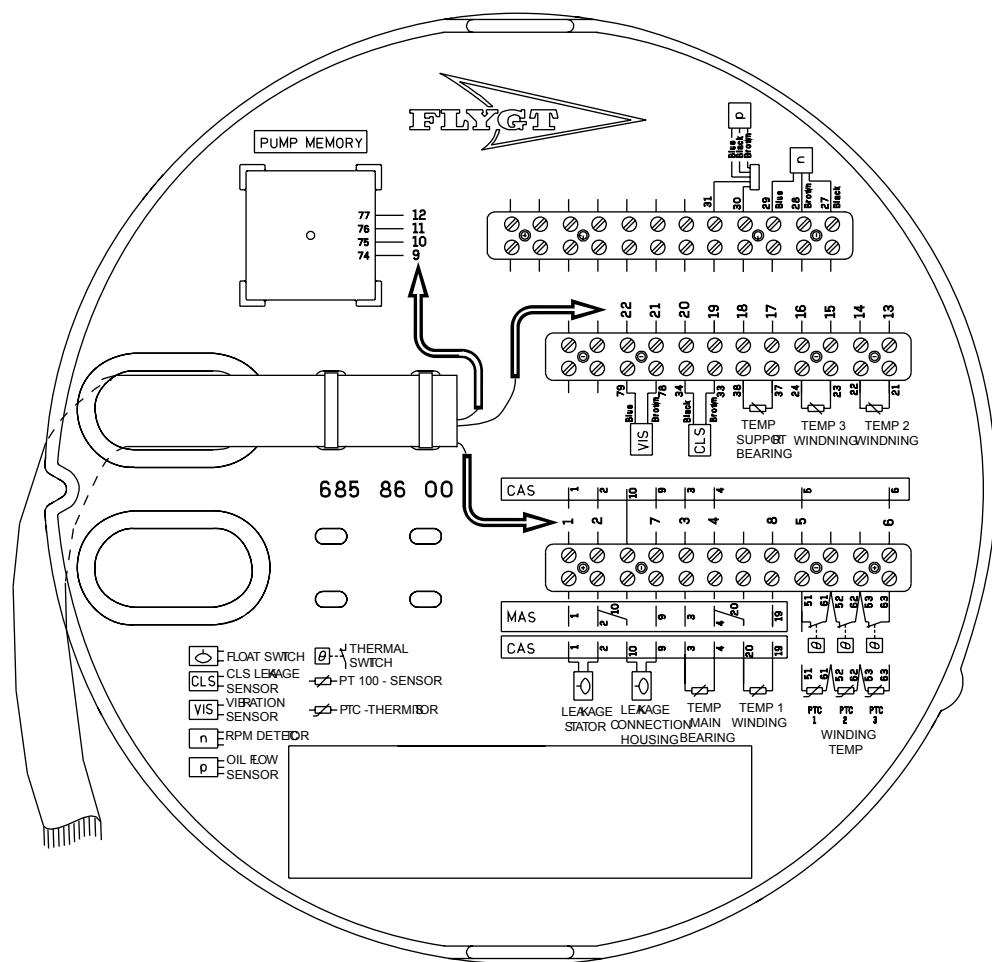 FLYGT
PUMP MEMORY
77 12
76 11
75 10
74 9
p
Blue
Black
Brown
n
31 30 29 Blue 28 Brown 27 Black
22 21 20 19 18 17 16 15 14 13
79 Blue Brown 78 34 Black Brown 33 38 37 24 23 22 21
VIS
CLS
TEMP
SUPPORT
BEARING
TEMP 3
WINDNING
TEMP 2
WINDNING
685 86 00
CAS 1 2 10 9 3 4 5 6
1 2 7 3 4 8 5 6
51 61 52 62 53 63
MAS 1 2 10 9 3 4 20 19
θ θ θ
CAS 1 2 10 9 3 4 20 19
51 61 52 62 53 63
PTC 1
PTC 2
PTC 3
LEAKAGE
STATOR
LEAKAGE
CONNECTION
HOUSING
TEMP
MAIN
BEARING
TEMP 1
WINDING
WINDING
TEMP
FLOAT SWITCH
CLS CLS LEAKAGE
SENSOR
VIS VIBRATION
SENSOR
n RPM DETECTOR
p OIL FLOW
SENSOR
θ THERMAL
SWITCH
PT 100 - SENSOR
PTC - THERMISTOR